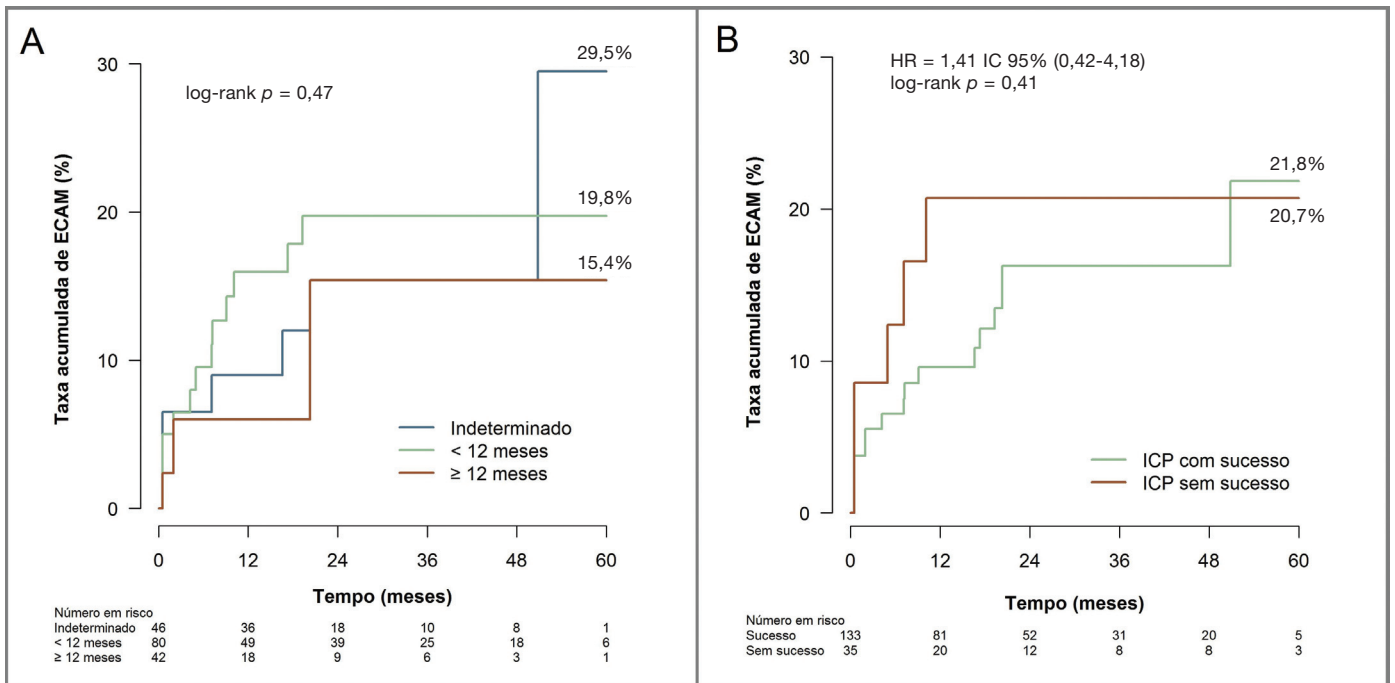 A
29,5%
30
log-rank p = 0,47
Taxa acumulada de ECAM (%)
19,8%
20
15,4%
10
Indeterminado
< 12 meses
≥ 12 meses
0
0 12 24 36 48 60
Tempo (meses)
Número em risco
Indeterminado 46 36 18 10 8 1
< 12 meses 80 49 39 25 18 6
≥ 12 meses 42 18 9 6 3 1
B
HR = 1,41 IC 95% (0,42-4,18)
log-rank p = 0,41
30
Taxa acumulada de ECAM (%)
21,8%
20
20,7%
10
ICP com sucesso
ICP sem sucesso
0
0 12 24 36 48 60
Tempo (meses)
Número em risco
Sucesso 133 81 52 31 20 5
Sem sucesso 35 20 12 8 8 3